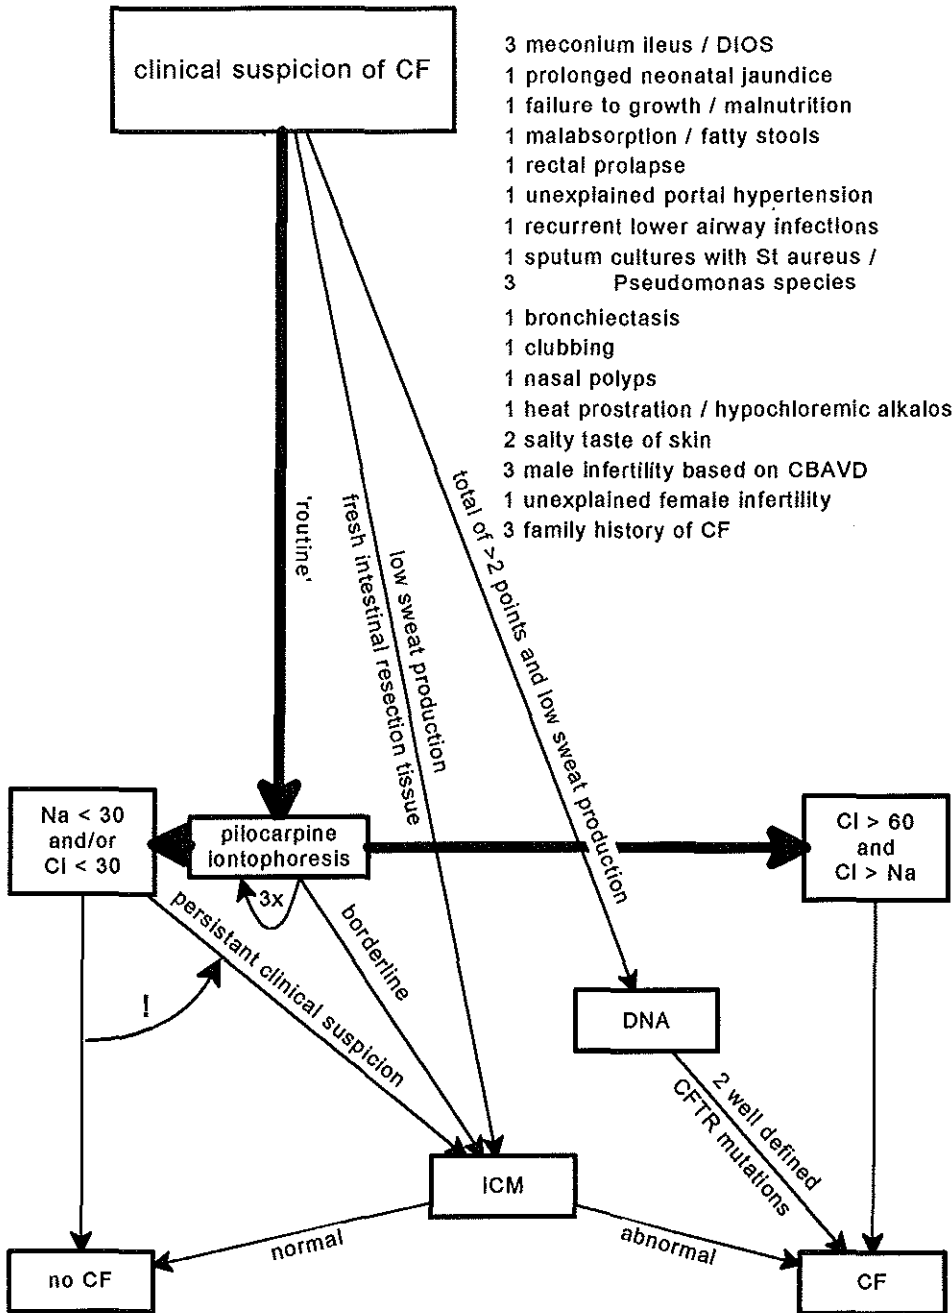 clinical suspicion of CF
3 meconium ileus / DIOS
1 prolonged neonatal jaundice
1 failure to growth / malnutrition
1 malabsorption / fatty stools
1 rectal prolapse
1 unexplained portal hypertension
1 recurrent lower airway infections
1 sputum cultures with St aureus /
3 Pseudomonas species
1 bronchiectasis
1 clubbing
1 nasal polyps
1 heat prostration / hypochloremic alkalos
2 salty taste of skin
3 male infertility based on CBAVD
1 unexplained female infertility
3 family history of CF
'routine'
low sweat production
fresh intestinal resection tissue
total of >2 points and low sweat production
Na < 30
and/or
Cl < 30
pilocarpine
iontophoresis
Cl > 60
and
Cl > Na
3x
persistant clinical suspicion
borderline
!
DNA
2 well defined
CFTR mutations
ICM
normal
abnormal
no CF
CF